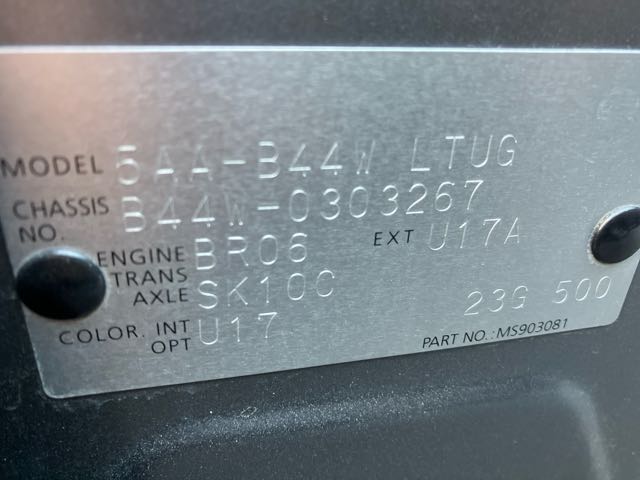 MODEL 5AA-B44W LTUG
CHASSIS NO. B44W-0303267
ENGINE BR06 EXT U17A
TRANS AXLE SK10C
COLOR. INT OPT U17 23G 500
PART NO.:MS903081